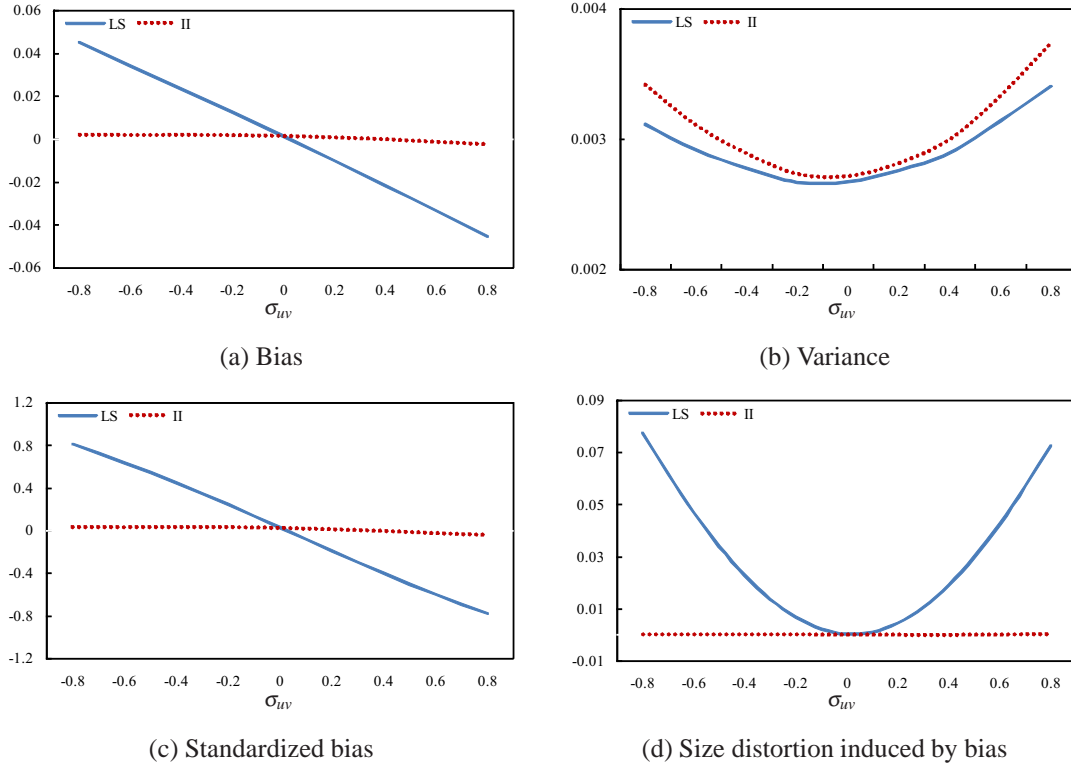 0.06
0.04
0.02
0
-0.02
-0.04
-0.06
LS II
-0.8 -0.6 -0.4 -0.2 0 0.2 0.4 0.6 0.8
σuv
(a) Bias
0.004
0.003
0.002
LS II
-0.8 -0.6 -0.4 -0.2 0 0.2 0.4 0.6 0.8
σuv
(b) Variance
1.2
0.8
0.4
0
-0.4
-0.8
-1.2
LS II
-0.8 -0.6 -0.4 -0.2 0 0.2 0.4 0.6 0.8
σuv
(c) Standardized bias
0.09
0.07
0.05
0.03
0.01
-0.01
LS II
-0.8 -0.6 -0.4 -0.2 0 0.2 0.4 0.6 0.8
σuv
(d) Size distortion induced by bias